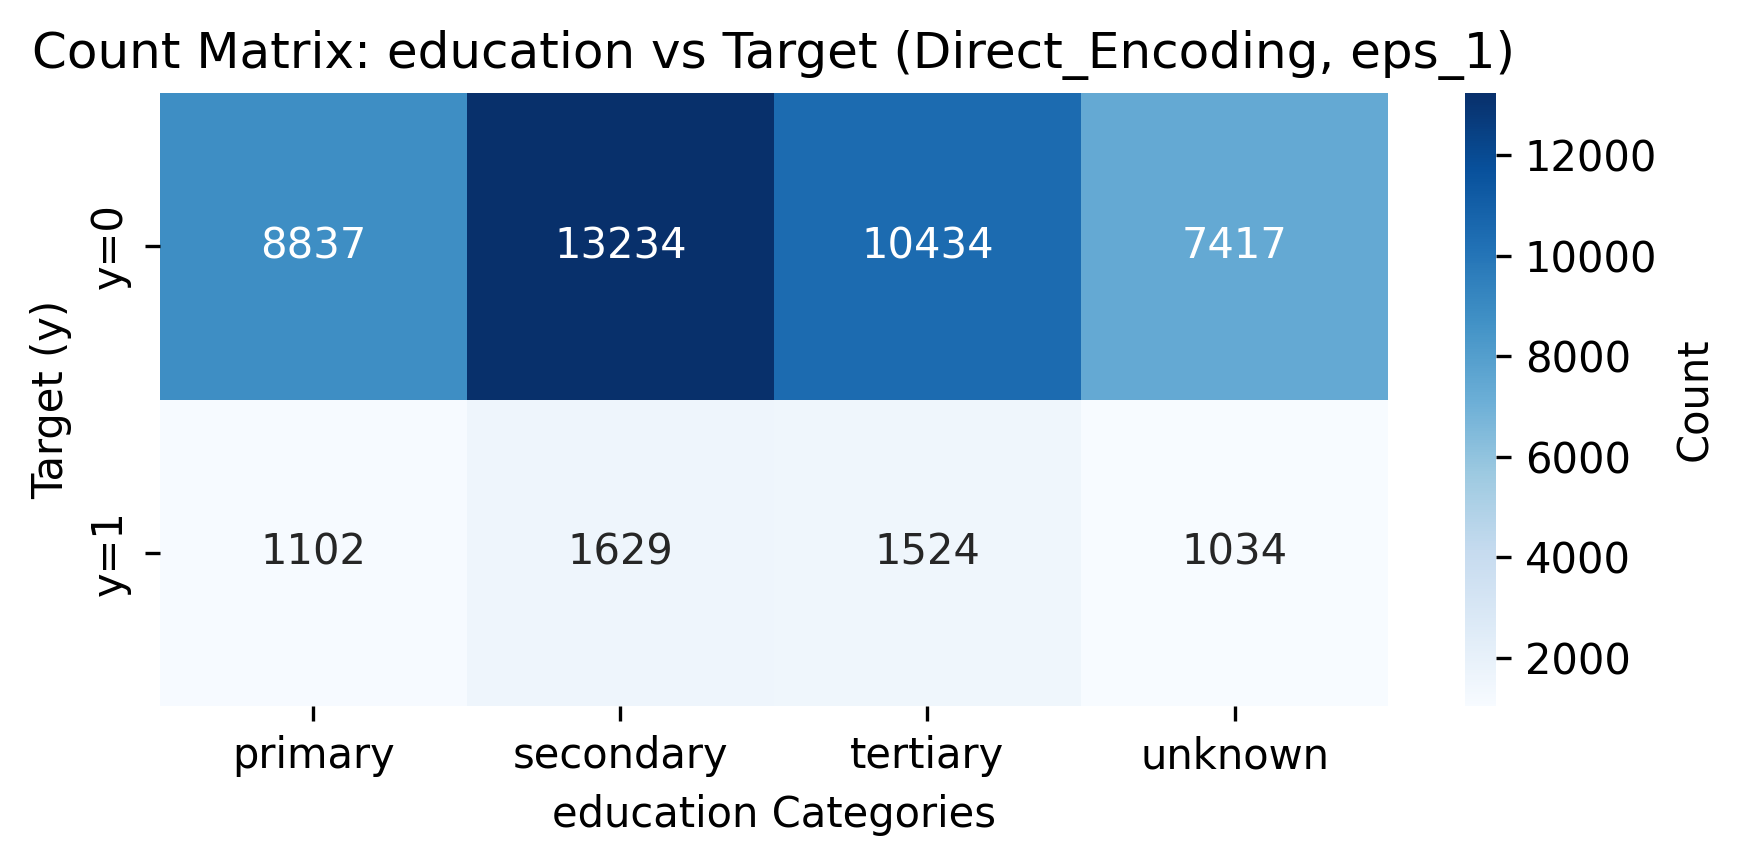 Count Matrix: education vs Target (Direct_Encoding, eps_1)
Target (y)
y=0
8837 13234 10434 7417
y=1
1102 1629 1524 1034
primary secondary tertiary unknown
education Categories
12000
10000
8000
6000
4000
2000
Count